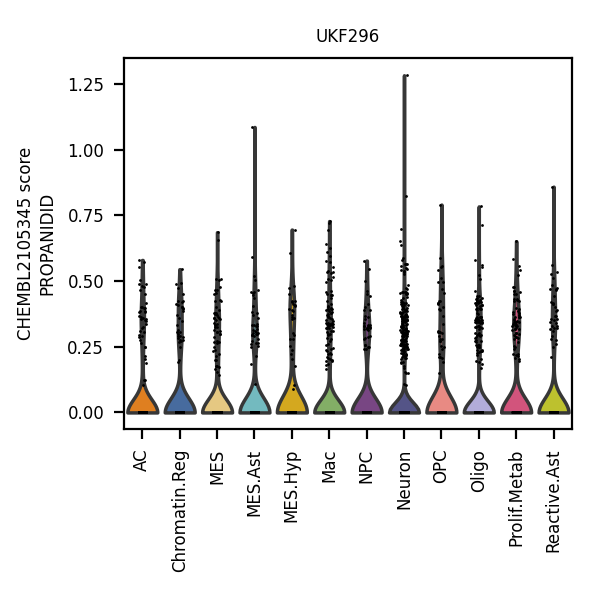 UKF296
CHEMBL2105345 score
PROPANIDID
1.25
1.00
0.75
0.50
0.25
0.00
AC
Chromatin.Reg
MES
MES.Ast
MES.Hyp
Mac
NPC
Neuron
OPC
Oligo
Prolif.Metab
Reactive.Ast